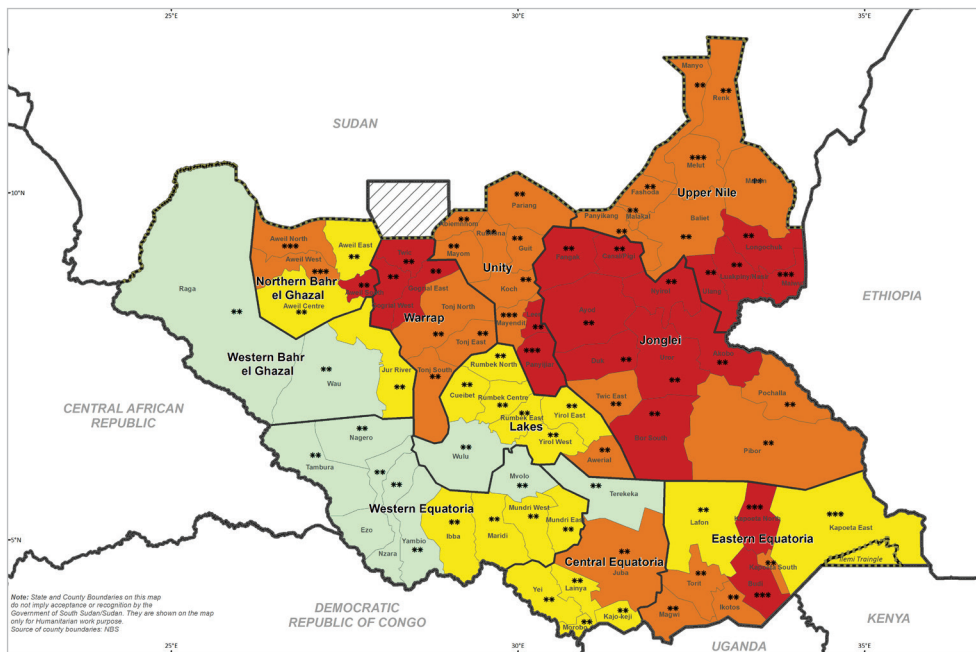 25°E
30°E
35°E
SUDAN
Manyo
Renk
Melut
Fashoda
Upper Nile
10°N
10°N
Pariang
Panyikang
Malakal
Baliet
Aweil North
Aweil East
Aweil West
Mayom
Guit
Unity
Koch
Northern Bahr
el Ghazal
Aweil Centre
Raga
Tonj North
Warrap
Mayendit
ETHIOPIA
Tonj East
Jonglei
Western Bahr
el Ghazal
Rumbek North
Wau
Jur River
Tonj South
Cueibet
Rumbek Centre
Twic East
Pochalla
CENTRAL AFRICAN
REPUBLIC
Rumbek East
Yirol East
Lakes
Yirol West
Nagero
Wulu
Awerial
Pibor
Tambura
Mvolo
Terekeka
Western Equatoria
Mundri West
Mundri East
Lafon
Kapoeta East
5°N
5°N
Ezo
Yambio
Ibba
Maridi
Eastern Equatoria
Nzara
Central Equatoria
Juba
Ilemi Traingle
Torit
Yei
Lainya
Ikotos
Magwi
Morobo
Kajo-keji
Note: State and County Boundaries on this map
do not imply acceptance or recognition by the
Government of South Sudan/Sudan. They are shown on the map
only for Humanitarian work purpose.
Source of county boundaries: NBS
DEMOCRATIC
REPUBLIC OF CONGO
KENYA
UGANDA
25°E
30°E
35°E